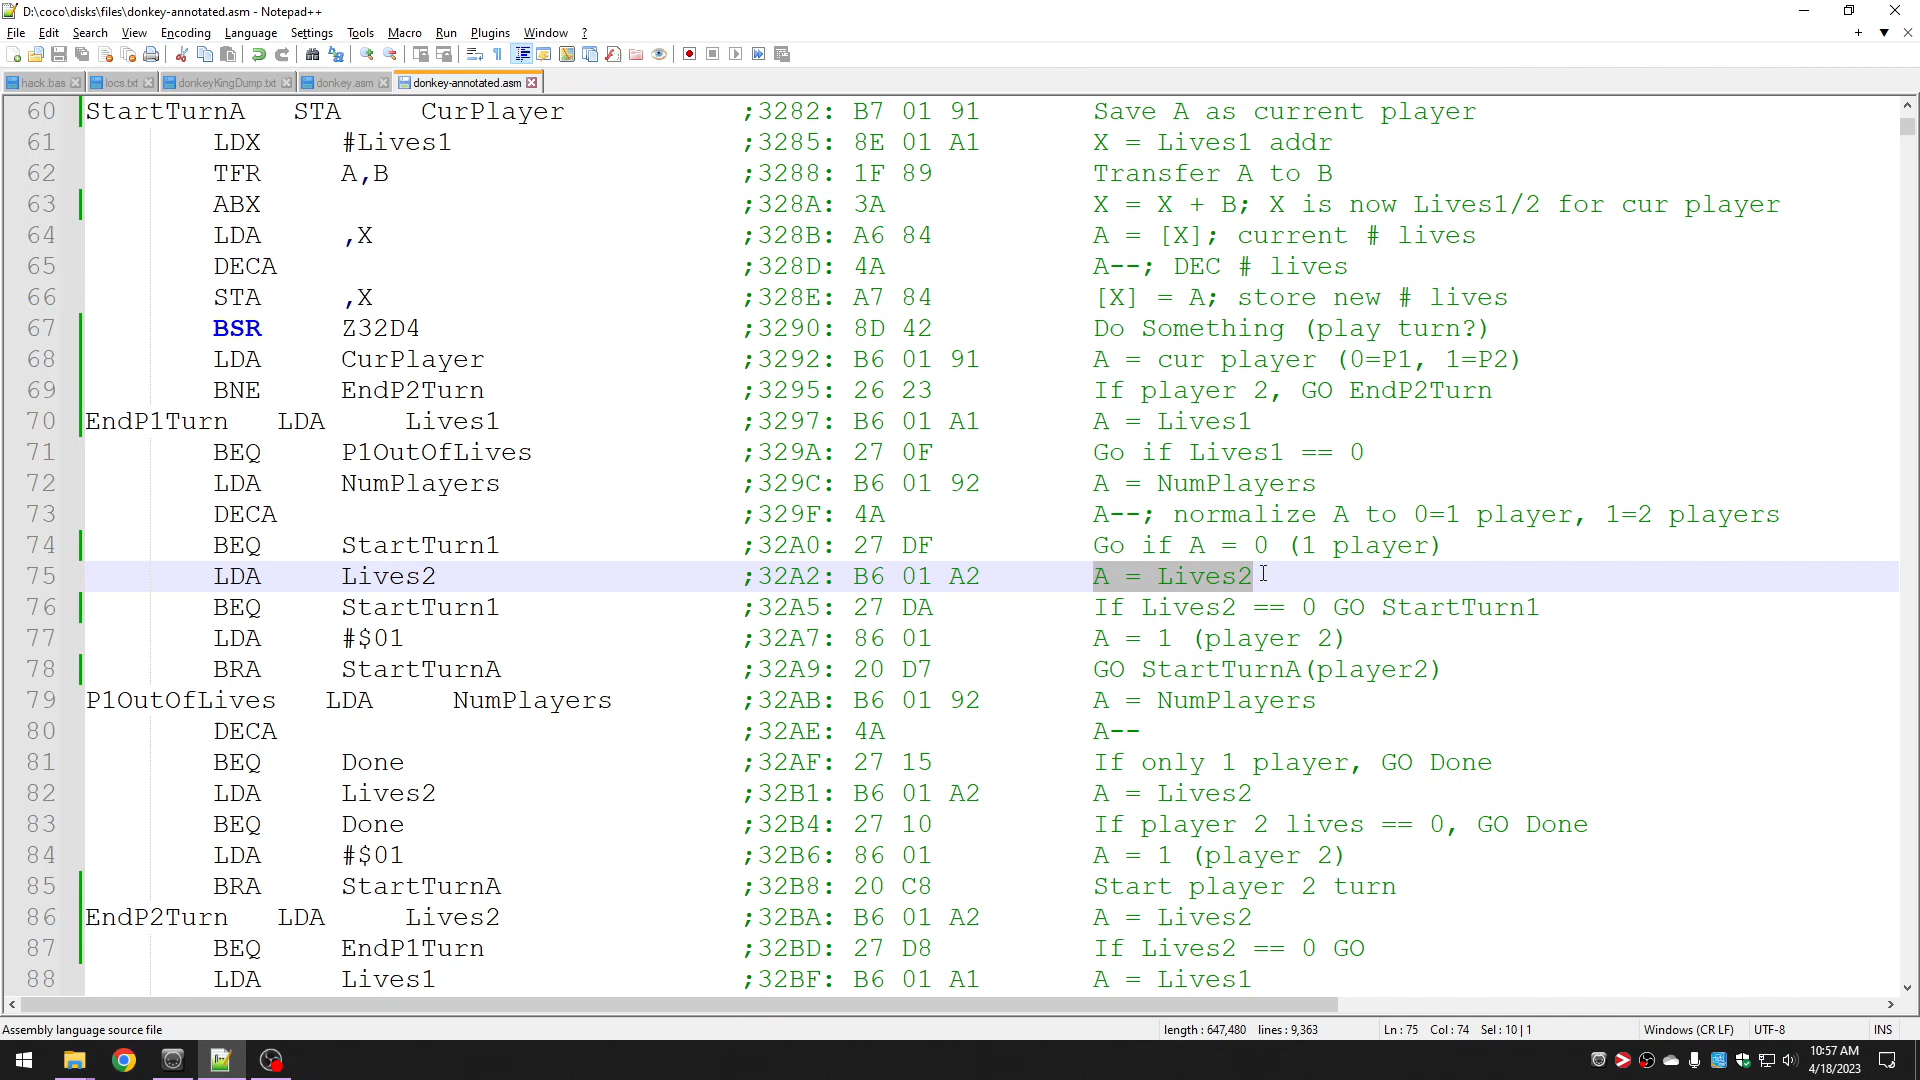 D:\coco\disks\files\donkey-annotated.asm - Notepad++
File Edit Search View Encoding Language Settings Tools Macro Run Plugins Window ?
hack.bas locs.txt donkeyKingDump.txt donkey.asm donkey-annotated.asm
60 StartTurnA STA CurPlayer ;3282: B7 01 91 Save A as current player
61 LDX #Lives1 ;3285: 8E 01 A1 X = Lives1 addr
62 TFR A,B ;3288: 1F 89 Transfer A to B
63 ABX ;328A: 3A X = X + B; X is now Lives1/2 for cur player
64 LDA ,X ;328B: A6 84 A = [X]; current # lives
65 DECA ;328D: 4A A--; DEC # lives
66 STA ,X ;328E: A7 84 [X] = A; store new # lives
67 BSR Z32D4 ;3290: 8D 42 Do Something (play turn?)
68 LDA CurPlayer ;3292: B6 01 91 A = cur player (0=P1, 1=P2)
69 BNE EndP2Turn ;3295: 26 23 If player 2, GO EndP2Turn
70 EndP1Turn LDA Lives1 ;3297: B6 01 A1 A = Lives1
71 BEQ P1OutOfLives ;329A: 27 0F Go if Lives1 == 0
72 LDA NumPlayers ;329C: B6 01 92 A = NumPlayers
73 DECA ;329F: 4A A--; normalize A to 0=1 player, 1=2 players
74 BEQ StartTurn1 ;32A0: 27 DF Go if A = 0 (1 player)
75 LDA Lives2 ;32A2: B6 01 A2 A = Lives2
76 BEQ StartTurn1 ;32A5: 27 DA If Lives2 == 0 GO StartTurn1
77 LDA #$01 ;32A7: 86 01 A = 1 (player 2)
78 BRA StartTurnA ;32A9: 20 D7 GO StartTurnA(player2)
79 P1OutOfLives LDA NumPlayers ;32AB: B6 01 92 A = NumPlayers
80 DECA ;32AE: 4A A--
81 BEQ Done ;32AF: 27 15 If only 1 player, GO Done
82 LDA Lives2 ;32B1: B6 01 A2 A = Lives2
83 BEQ Done ;32B4: 27 10 If player 2 lives == 0, GO Done
84 LDA #$01 ;32B6: 86 01 A = 1 (player 2)
85 BRA StartTurnA ;32B8: 20 C8 Start player 2 turn
86 EndP2Turn LDA Lives2 ;32BA: B6 01 A2 A = Lives2
87 BEQ EndP1Turn ;32BD: 27 D8 If Lives2 == 0 GO
88 LDA Lives1 ;32BF: B6 01 A1 A = Lives1
Assembly language source file length : 647,480 lines : 9,363 Ln : 75 Col : 74 Sel : 10 | 1 Windows (CR LF) UTF-8 INS
10:57 AM
4/18/2023